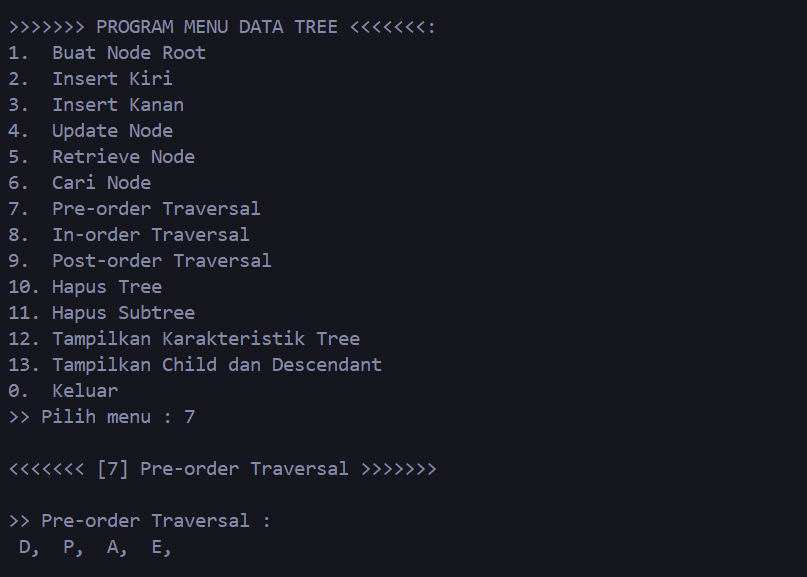 >>>>>>> PROGRAM MENU DATA TREE <<<<<<<:
1.  Buat Node Root
2.  Insert Kiri
3.  Insert Kanan
4.  Update Node
5.  Retrieve Node
6.  Cari Node
7.  Pre-order Traversal
8.  In-order Traversal
9.  Post-order Traversal
10. Hapus Tree
11. Hapus Subtree
12. Tampilkan Karakteristik Tree
13. Tampilkan Child dan Descendant
0.  Keluar
>> Pilih menu : 7
<<<<<<< [7] Pre-order Traversal >>>>>>>
>> Pre-order Traversal :
 D,  P,  A,  E,